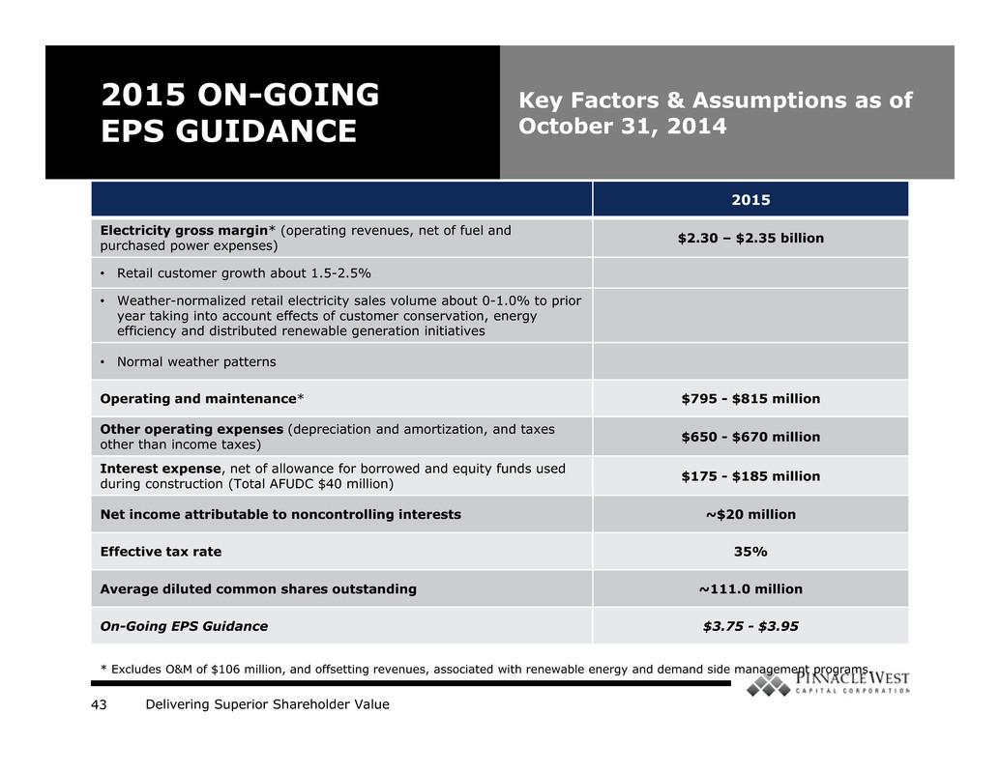 2015 ON-GOING
EPS GUIDANCE
Key Factors & Assumptions as of
October 31, 2014
2015
Electricity gross margin* (operating revenues, net of fuel and
purchased power expenses)
$2.30 – $2.35 billion
• Retail customer growth about 1.5-2.5%
• Weather-normalized retail electricity sales volume about 0-1.0% to prior
year taking into account effects of customer conservation, energy
efficiency and distributed renewable generation initiatives
• Normal weather patterns
Operating and maintenance*
$795 - $815 million
Other operating expenses (depreciation and amortization, and taxes
other than income taxes)
$650 - $670 million
Interest expense, net of allowance for borrowed and equity funds used
during construction (Total AFUDC $40 million)
$175 - $185 million
Net income attributable to noncontrolling interests
~$20 million
Effective tax rate
35%
Average diluted common shares outstanding
~111.0 million
On-Going EPS Guidance
$3.75 - $3.95
* Excludes O&M of $106 million, and offsetting revenues, associated with renewable energy and demand side management programs.
PINNACLE WEST
CAPITAL CORPORATION
43 Delivering Superior Shareholder Value